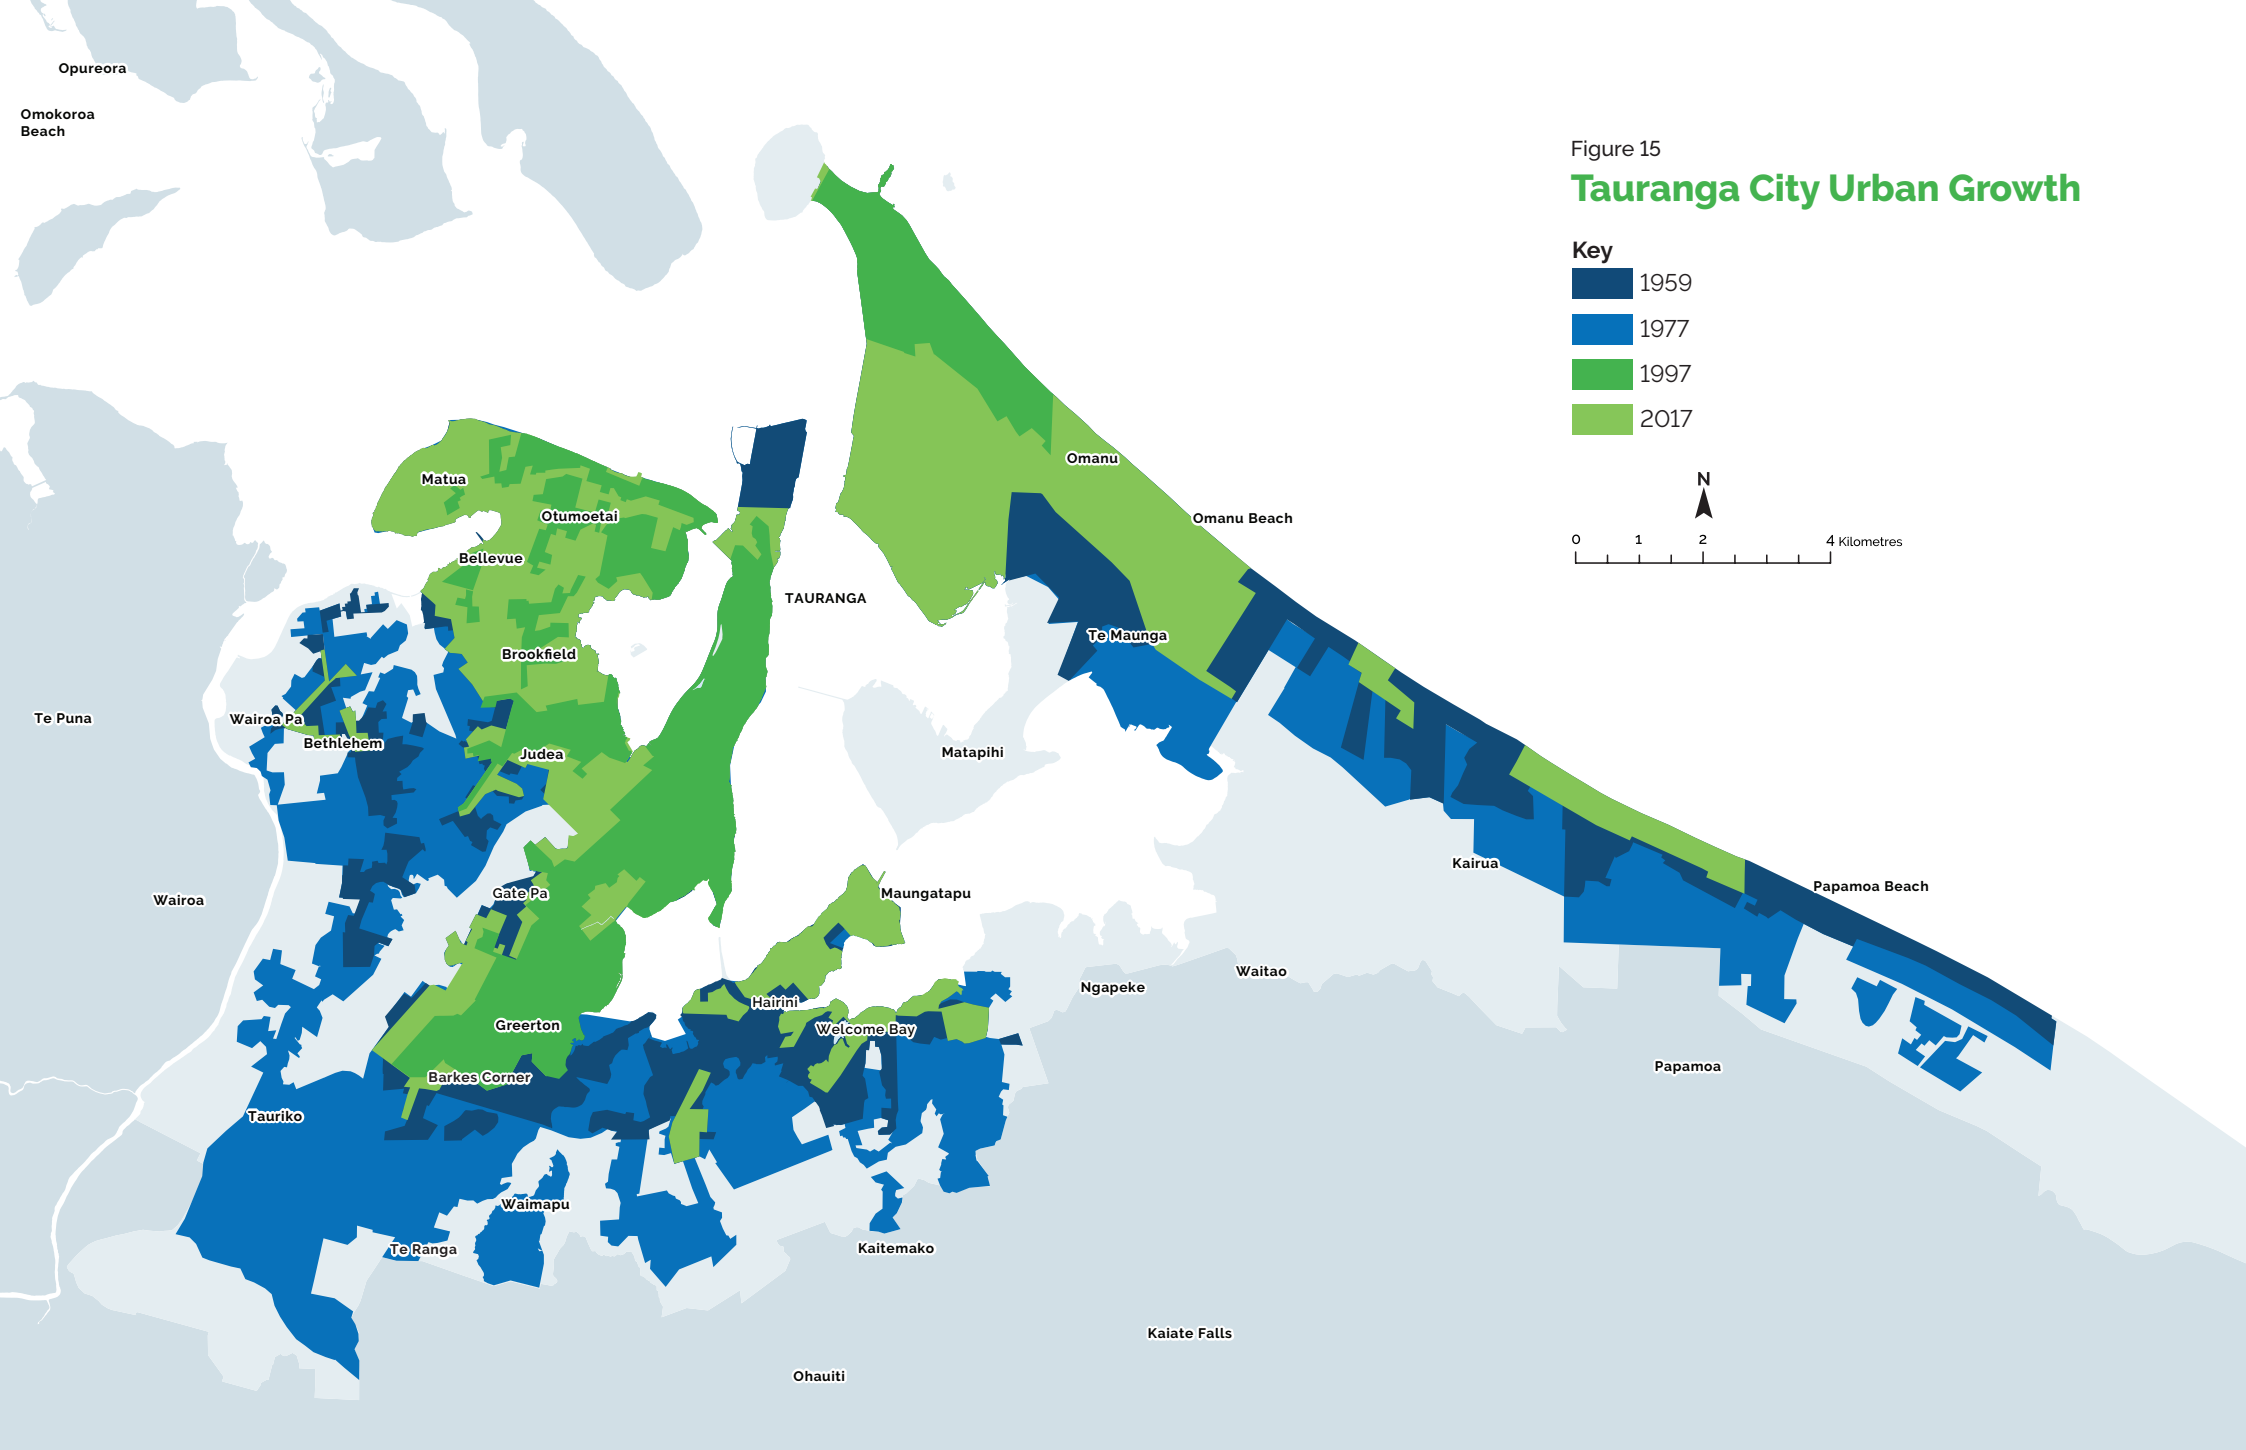 Figure 15
Tauranga City Urban Growth
Key
1959
1977
1997
2017
N
0 1 2 4 Kilometres
Opureora
Omokoroa
Beach
Matua
Otumoetai
Bellevue
Omanu
Omanu Beach
TAURANGA
Te Maunga
Brookfield
Te Puna
Wairoa Pa
Bethlehem
Judea
Matapihi
Kairua
Papamoa Beach
Wairoa
Gate Pa
Maungatapu
Waitao
Ngapeke
Hairini
Greerton
Welcome Bay
Papamoa
Barkes Corner
Tauriko
Waimapu
Te Ranga
Kaitemako
Kaiate Falls
Ohauiti